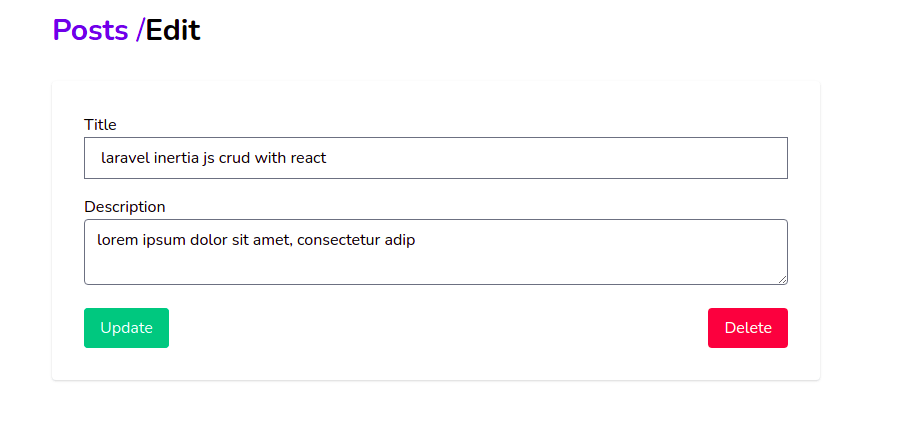 Posts /Edit
Title
laravel inertia js crud with react
Description
lorem ipsum dolor sit amet, consectetur adip
Update Delete